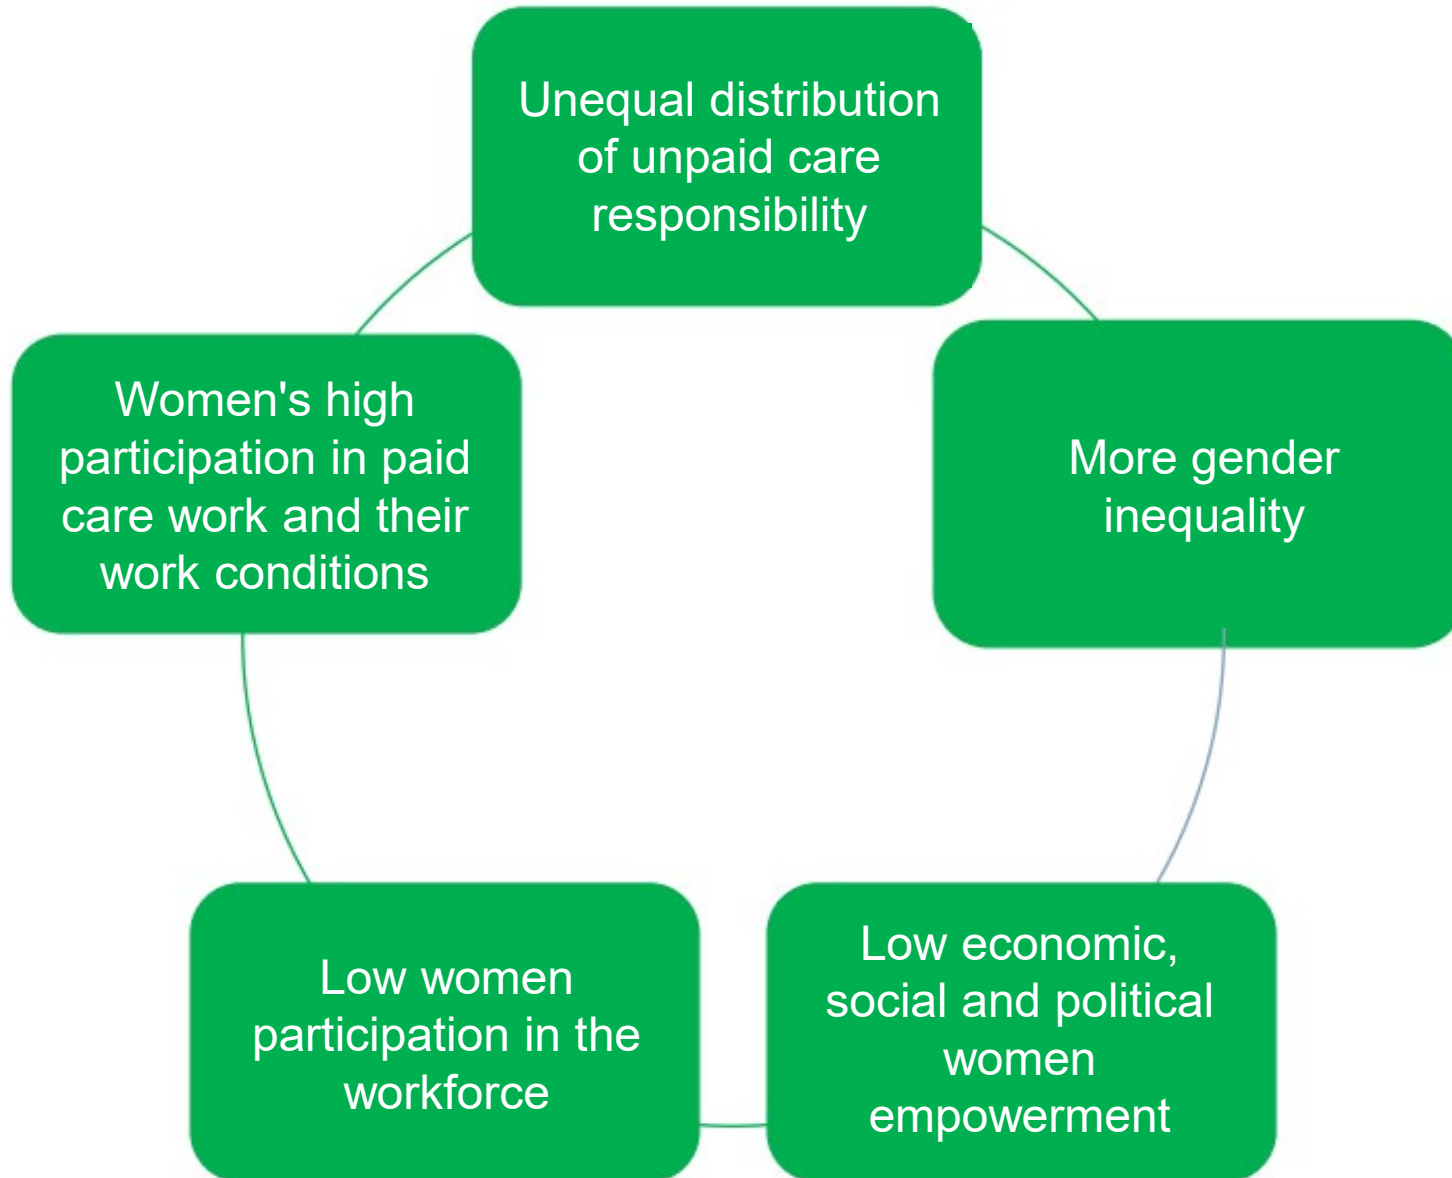 Unequal distribution
of unpaid care
responsibility
More gender
inequality
Low economic,
social and political
women
empowerment
Low women
participation in the
workforce
Women's high
participation in paid
care work and their
work conditions